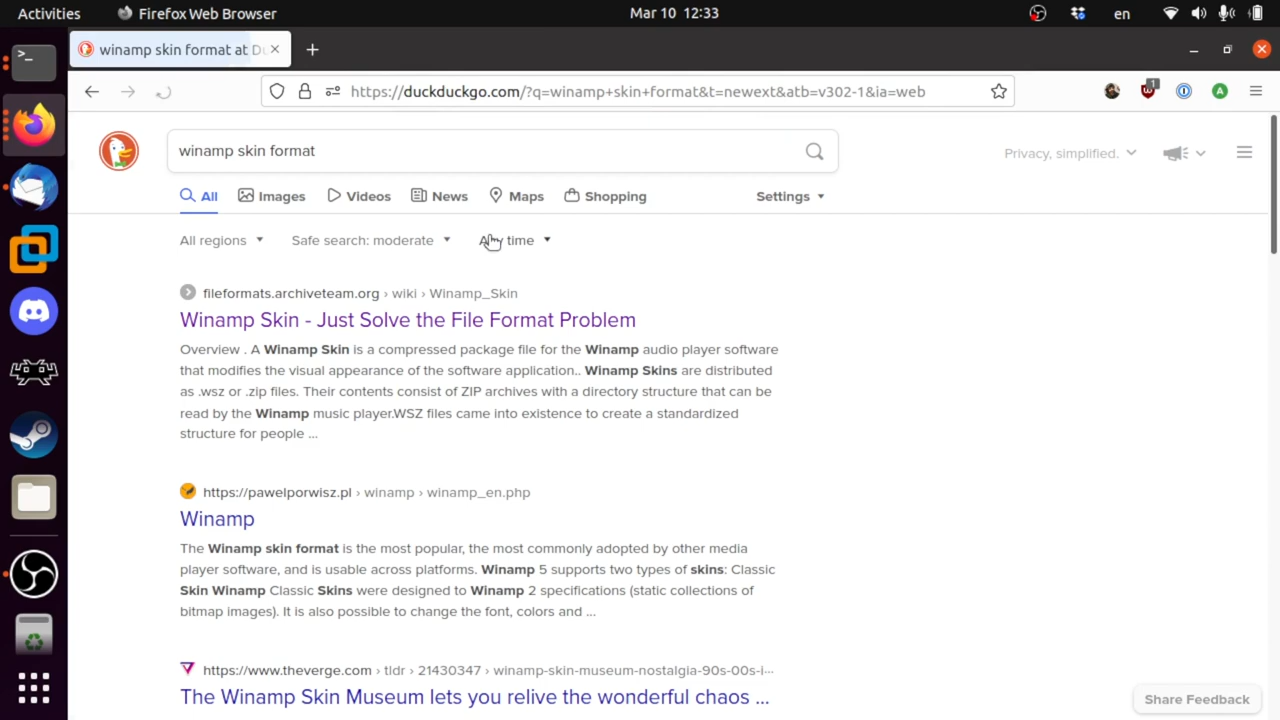 Activities
Firefox Web Browser
Mar 10 12:33
en
winamp skin format at D
https://duckduckgo.com/?q=winamp+skin+format&t=newext&atb=v302-1&ia=web
1
A
winamp skin format
Privacy, simplified.
All
Images
Videos
News
Maps
Shopping
Settings
All regions
Safe search: moderate
Any time
fileformats.archiveteam.org › wiki › Winamp_Skin
Winamp Skin - Just Solve the File Format Problem
Overview . A Winamp Skin is a compressed package file for the Winamp audio player software
that modifies the visual appearance of the software application.. Winamp Skins are distributed
as .wsz or .zip files. Their contents consist of ZIP archives with a directory structure that can be
read by the Winamp music player.WSZ files came into existence to create a standardized
structure for people ...
https://pawelporwisz.pl › winamp › winamp_en.php
Winamp
The Winamp skin format is the most popular, the most commonly adopted by other media
player software, and is usable across platforms. Winamp 5 supports two types of skins: Classic
Skin Winamp Classic Skins were designed to Winamp 2 specifications (static collections of
bitmap images). It is also possible to change the font, colors and ...
https://www.theverge.com › tldr › 21430347 › winamp-skin-museum-nostalgia-90s-00s-i...
The Winamp Skin Museum lets you relive the wonderful chaos ...
Share Feedback